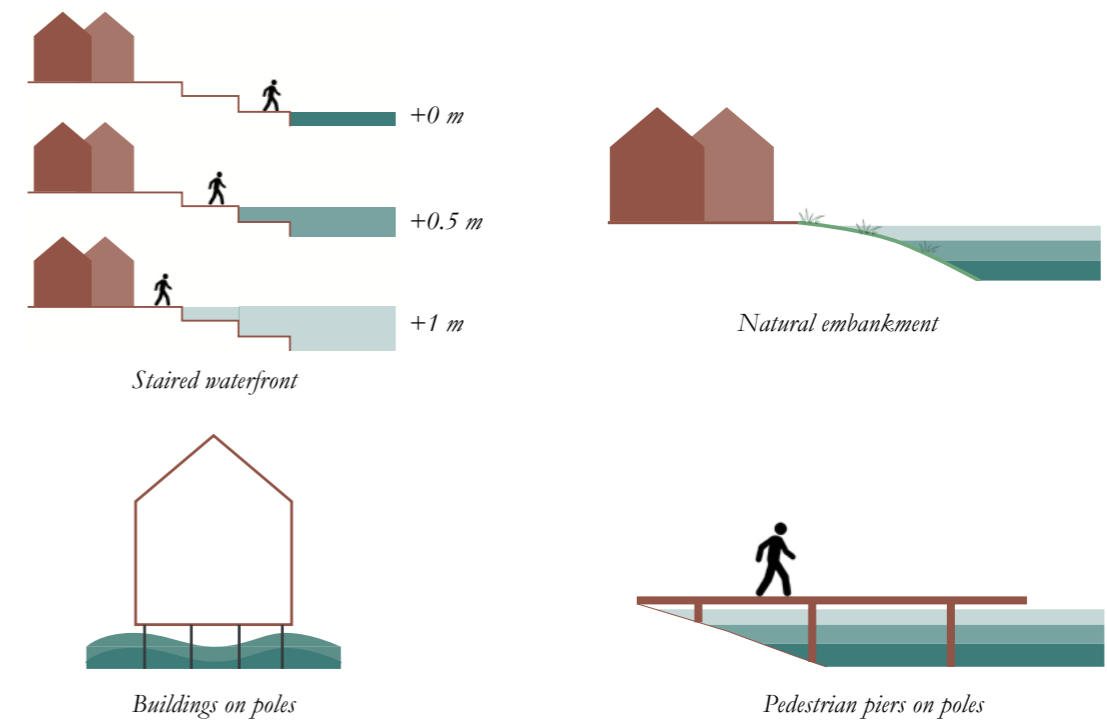 +0 m
+0.5 m
+1 m
Staired waterfront
Natural embankment
Buildings on poles
Pedestrian piers on poles